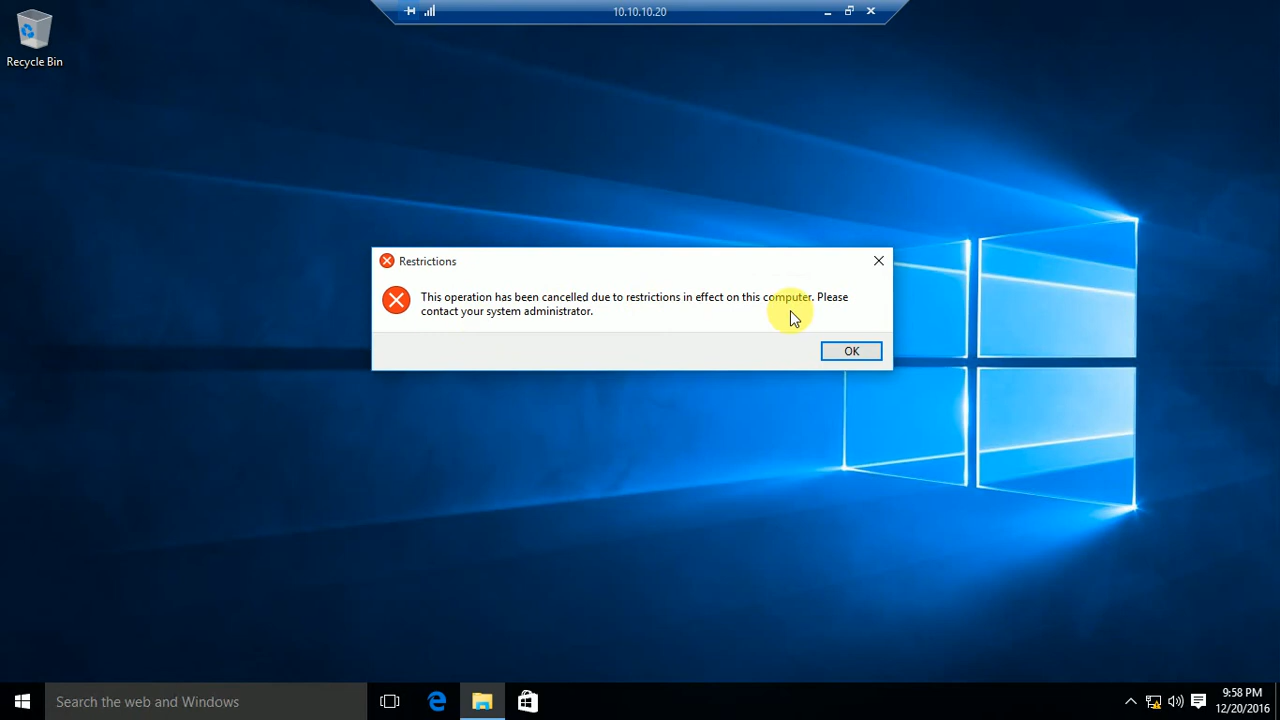 10.10.10.20
Recycle Bin
Restrictions
This operation has been cancelled due to restrictions in effect on this computer. Please
contact your system administrator.
OK
Search the web and Windows
9:58 PM
12/20/2016